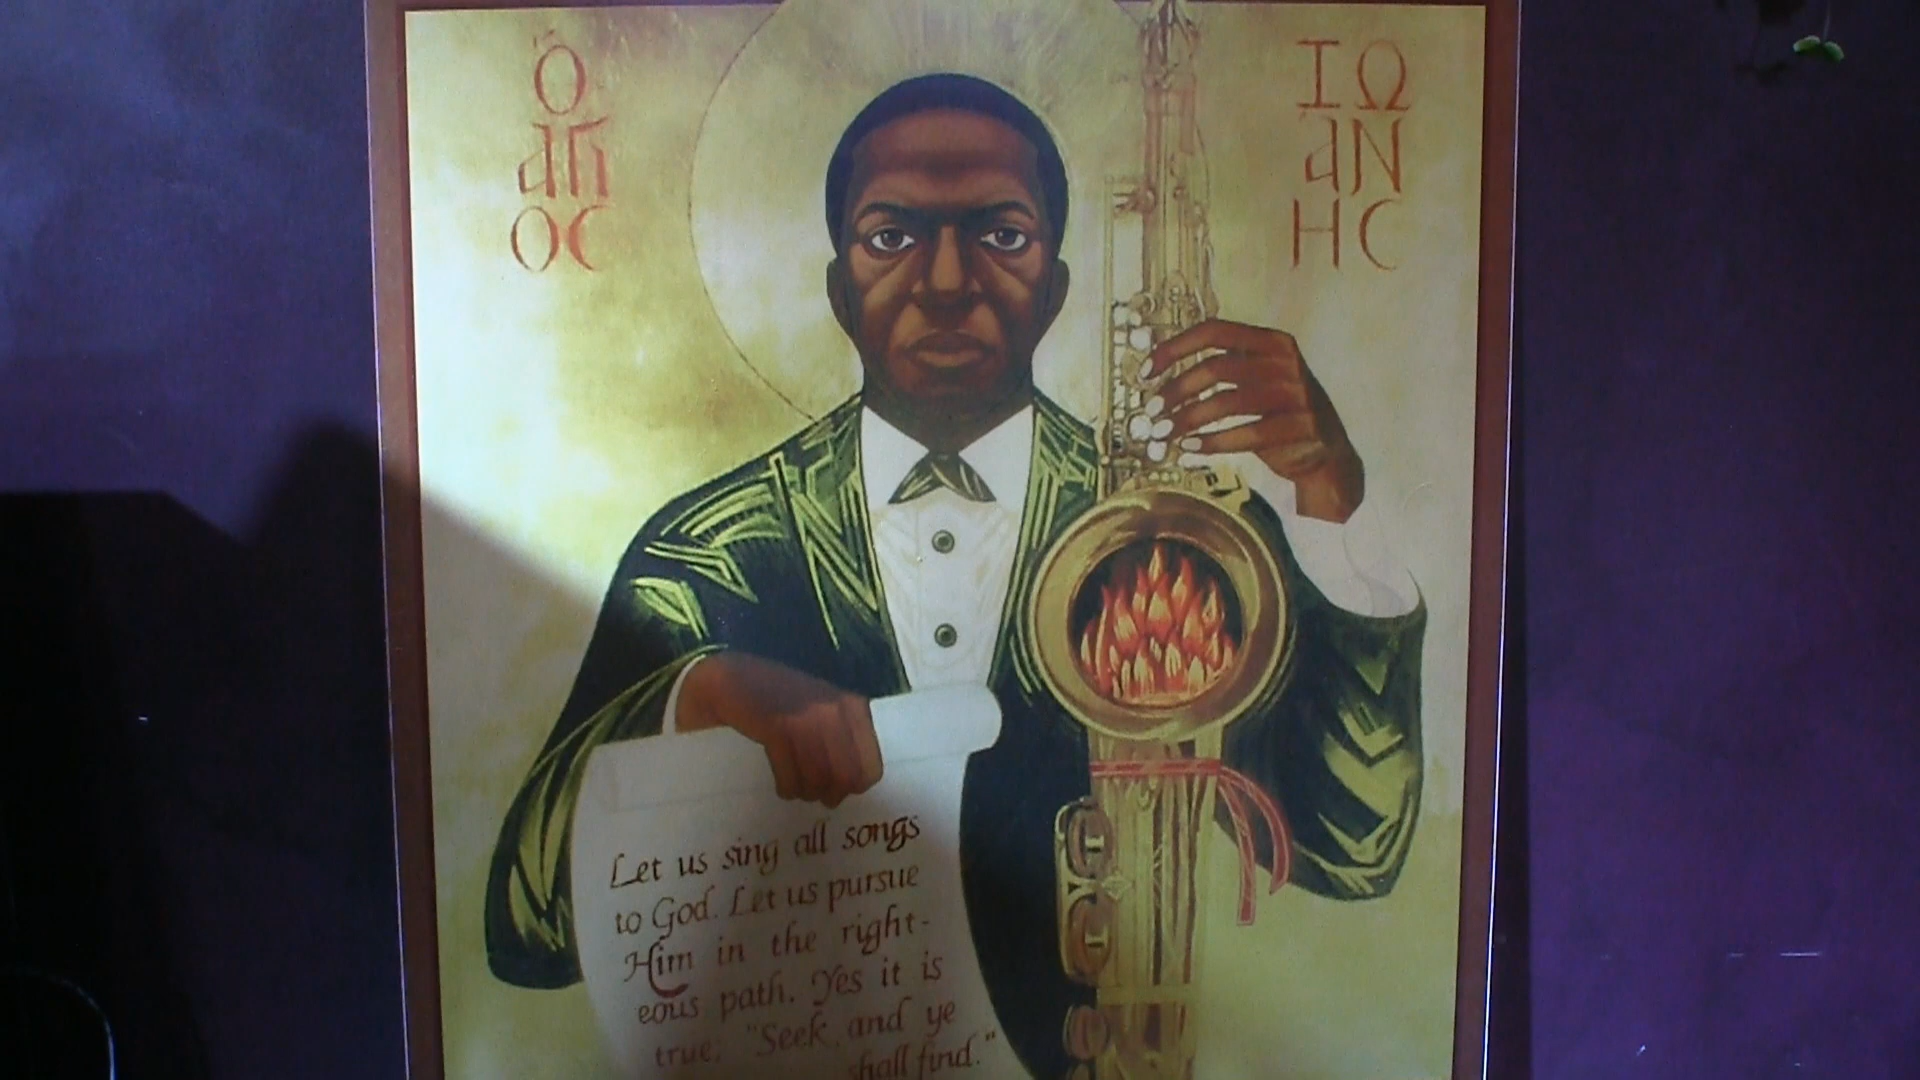 Ὁ
ΑΓΙ
ΟC
ΙΩ
ΑΝ
ΗC
Let us sing all songs
to God. Let us pursue
Him in the right-
eous path. Yes it is
true; "Seek and ye
shall find."